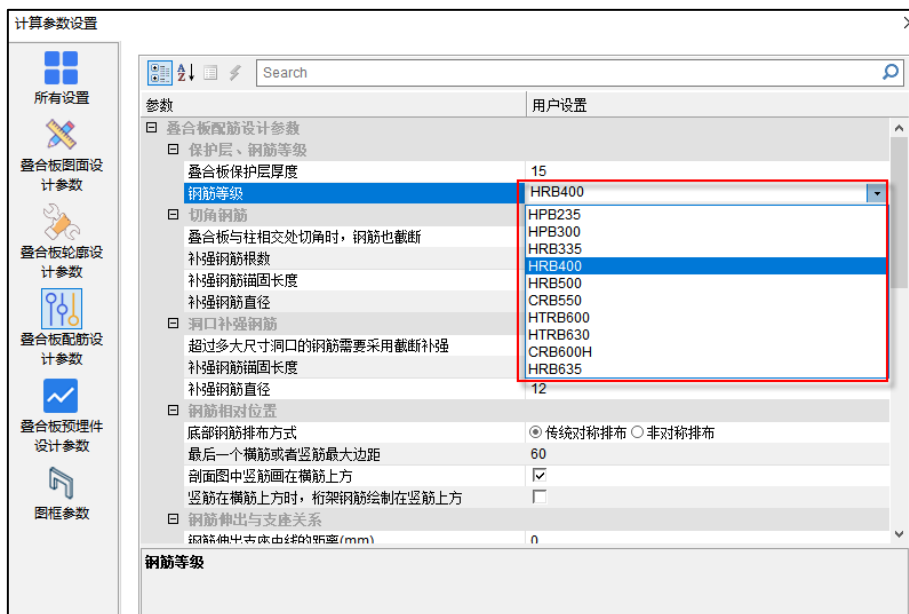 计算参数设置
所有设置
叠合板图面设
计参数
叠合板轮廓设
计参数
叠合板配筋设
计参数
叠合板预埋件
设计参数
图框参数
Search
参数 用户设置
叠合板配筋设计参数
保护层、钢筋等级
叠合板保护层厚度 15
钢筋等级 HRB400
切角钢筋
叠合板与柱相交处切角时，钢筋也截断
补强钢筋根数
补强钢筋锚固长度
补强钢筋直径
洞口补强钢筋
超过多大尺寸洞口的钢筋需要采用截断补强
补强钢筋锚固长度
补强钢筋直径 12
HPB235
HPB300
HRB335
HRB400
HRB500
CRB550
HTRB600
HTRB630
CRB600H
HRB635
钢筋相对位置
底部钢筋排布方式 传统对称排布 非对称排布
最后一个横筋或者竖筋最大边距 60
剖面图中竖筋画在横筋上方
竖筋在横筋上方时，桁架钢筋绘制在竖筋上方
钢筋伸出与支座关系
钢筋伸出支座中线的距离(mm) 0
钢筋等级